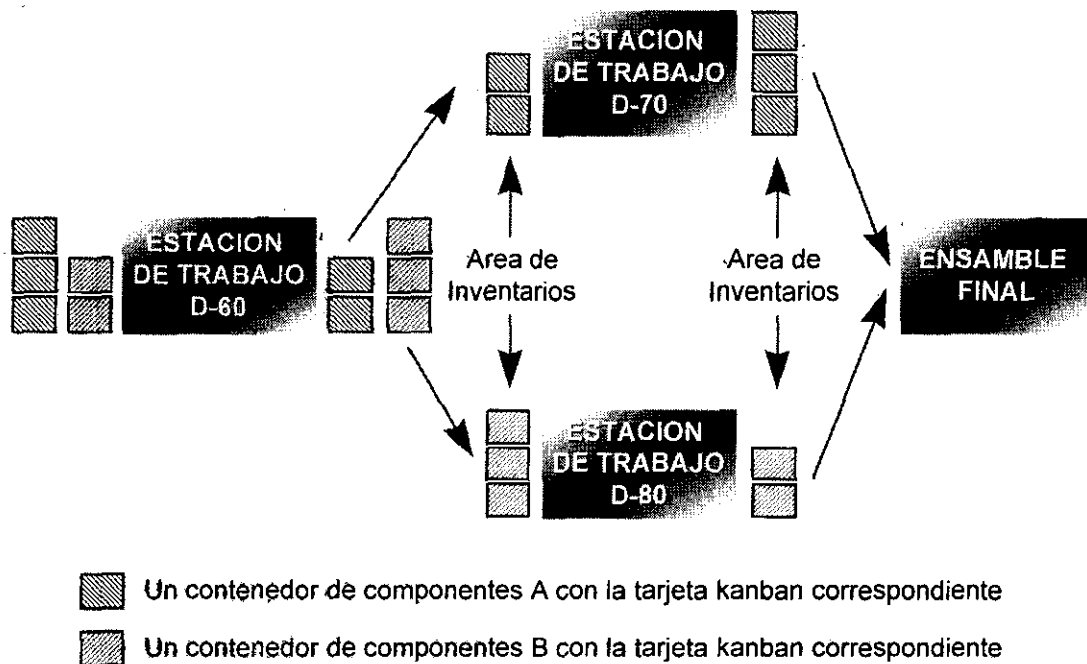 ESTACION
DE TRABAJO
D-70
ESTACION
DE TRABAJO
D-60
Area de
Inventarios
Area de
Inventarios
ENSAMBLE
FINAL
ESTACION
DE TRABAJO
D-80
Un contenedor de componentes A con la tarjeta kanban correspondiente
Un contenedor de componentes B con la tarjeta kanban correspondiente